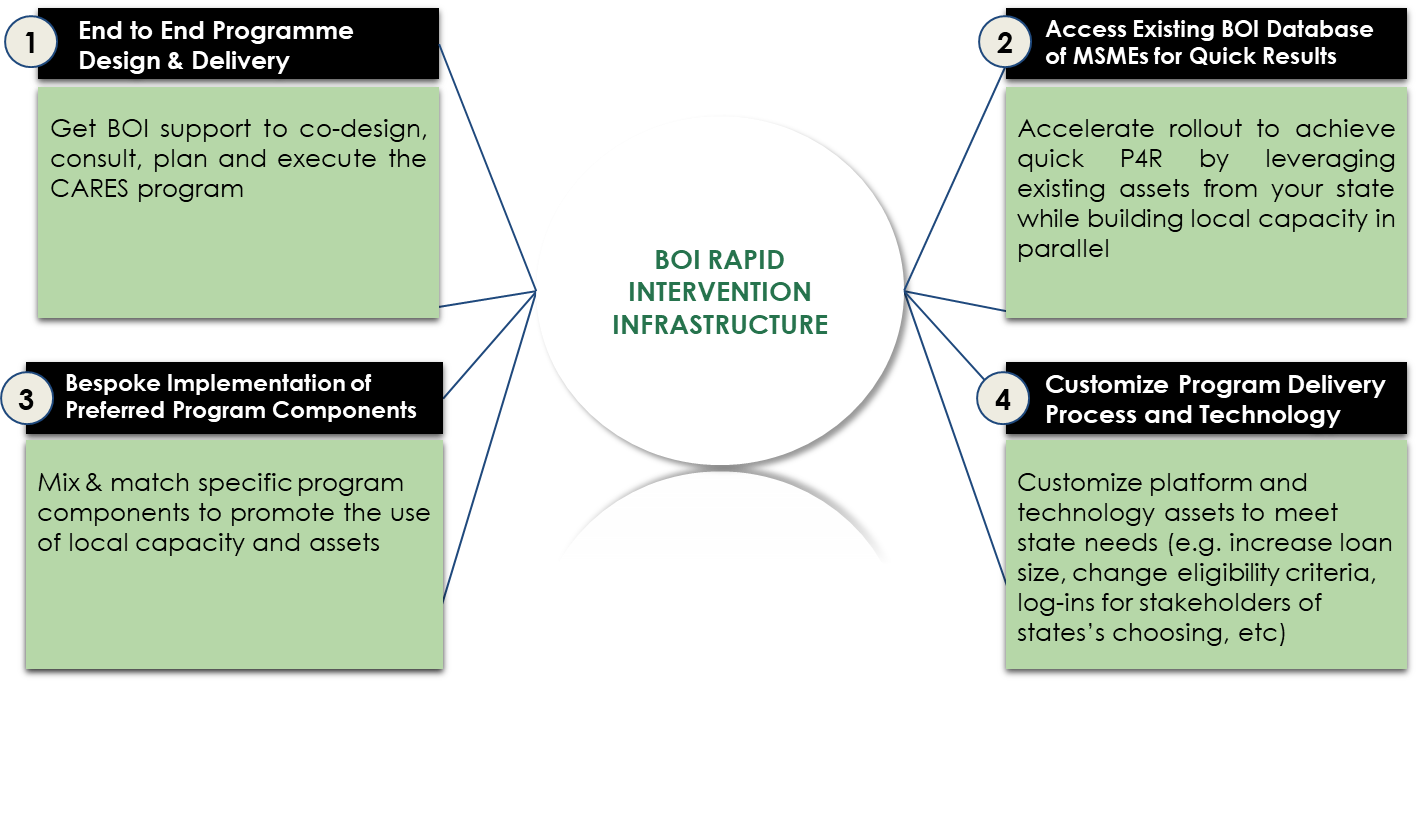 1
End to End Programme
Design & Delivery
Get BOI support to co-design,
consult, plan and execute the
CARES program
2
Access Existing BOI Database
of MSMEs for Quick Results
Accelerate rollout to achieve
quick P4R by leveraging
existing assets from your state
while building local capacity in
parallel
BOI RAPID
INTERVENTION
INFRASTRUCTURE
3
Bespoke Implementation of
Preferred Program Components
Mix & match specific program
components to promote the use
of local capacity and assets
4
Customize Program Delivery
Process and Technology
Customize platform and
technology assets to meet
state needs (e.g. increase loan
size, change eligibility criteria,
log-ins for stakeholders of
states’s choosing, etc)